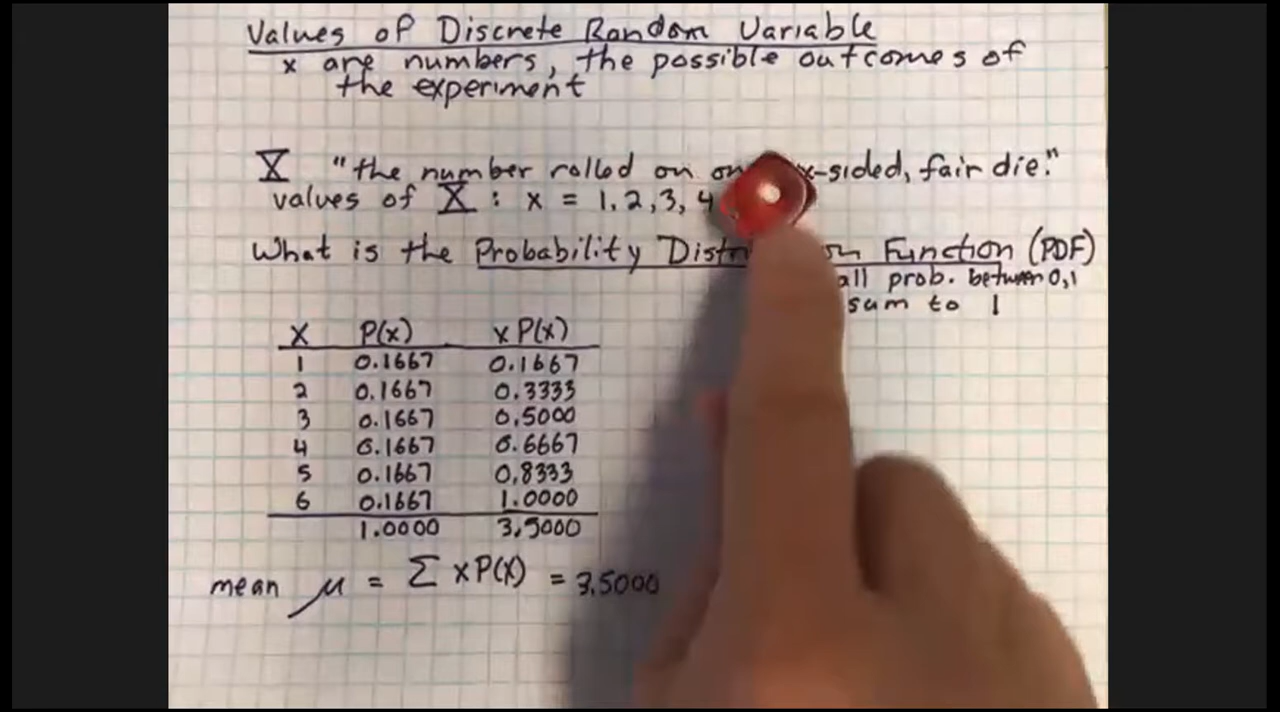 Values of Discrete Random Variable
x are numbers, the possible outcomes of
the experiment
X "the number rolled on on x-sided, fair die."
values of X : x = 1, 2, 3, 4
What is the Probability Distr on Function (PDF)
all prob. between 0,1
sum to 1
X P(x) x P(x)
1 0.1667 0.1667
2 0.1667 0.3333
3 0.1667 0.5000
4 0.1667 0.6667
5 0.1667 0.8333
6 0.1667 1.0000
1.0000 3.5000
mean μ = Σ x P(x) = 3.5000